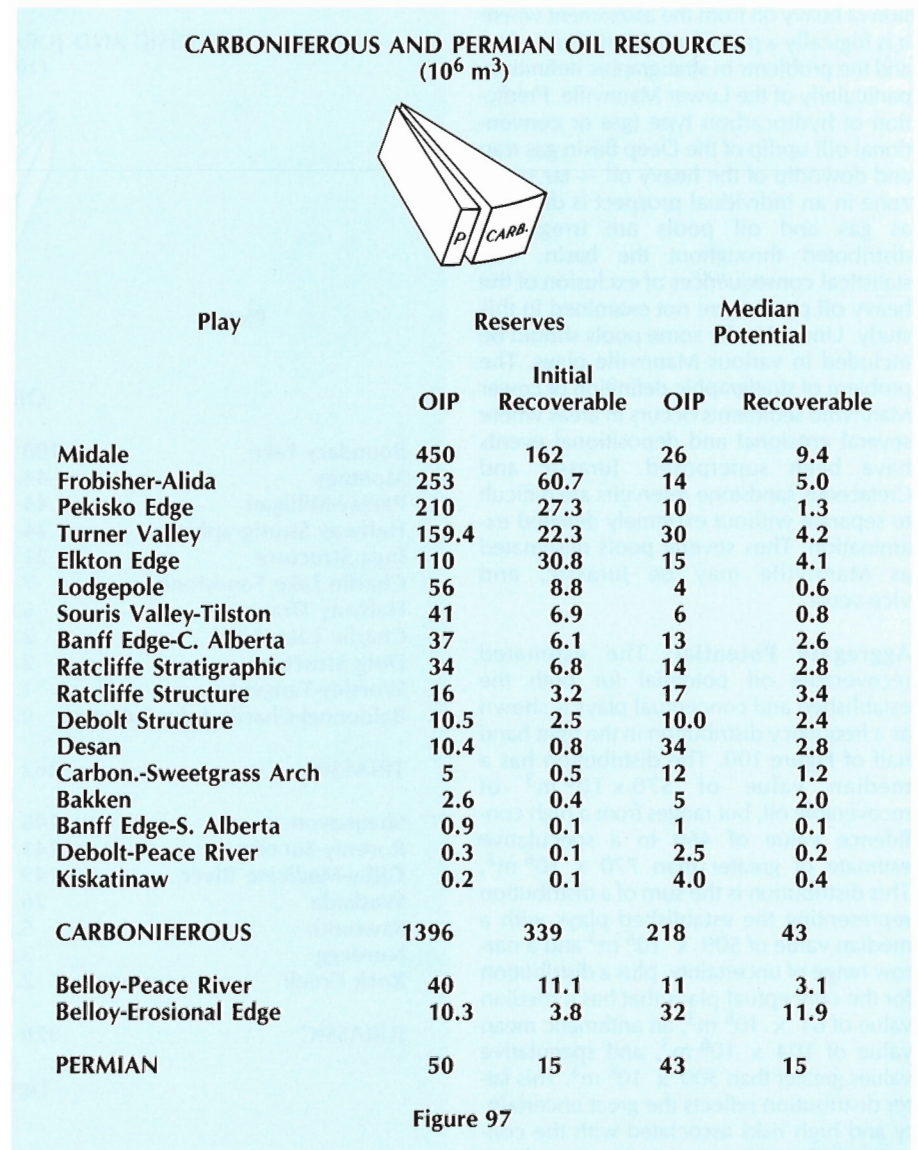 CARBONIFEROUS AND PERMIAN OIL RESOURCES
(10⁶ m³)
P CARB.
Play Reserves Median Potential
OIP Initial Recoverable OIP Recoverable
Midale 450 162 26 9.4
Frobisher-Alida 253 60.7 14 5.0
Pekisko Edge 210 27.3 10 1.3
Turner Valley 159.4 22.3 30 4.2
Elkton Edge 110 30.8 15 4.1
Lodgepole 56 8.8 4 0.6
Souris Valley-Tilston 41 6.9 6 0.8
Banff Edge-C. Alberta 37 6.1 13 2.6
Ratcliffe Stratigraphic 34 6.8 14 2.8
Ratcliffe Structure 16 3.2 17 3.4
Debolt Structure 10.5 2.5 10.0 2.4
Desan 10.4 0.8 34 2.8
Carbon.-Sweetgrass Arch 5 0.5 12 1.2
Bakken 2.6 0.4 5 2.0
Banff Edge-S. Alberta 0.9 0.1 1 0.1
Debolt-Peace River 0.3 0.1 2.5 0.2
Kiskatinaw 0.2 0.1 4.0 0.4
CARBONIFEROUS 1396 339 218 43
Belloy-Peace River 40 11.1 11 3.1
Belloy-Erosional Edge 10.3 3.8 32 11.9
PERMIAN 50 15 43 15
Figure 97